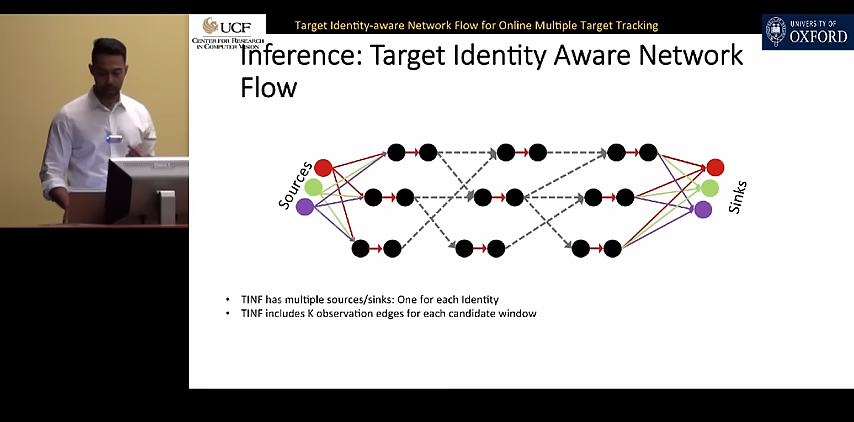 UCF
CENTER FOR RESEARCH
IN COMPUTER VISION
Target Identity-aware Network Flow for Online Multiple Target Tracking
UNIVERSITY OF
OXFORD
Inference: Target Identity Aware Network
Flow
Sources
Sinks
• TINF has multiple sources/sinks: One for each Identity
• TINF includes K observation edges for each candidate window